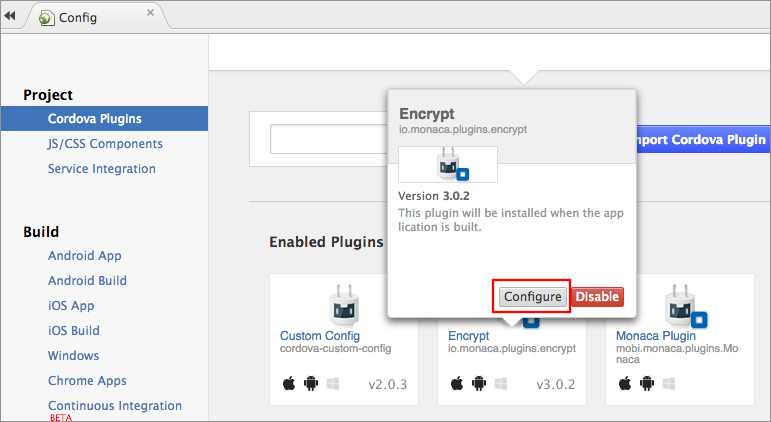 Config
Project
Cordova Plugins
JS/CSS Components
Service Integration
Build
Android App
Android Build
iOS App
iOS Build
Windows
Chrome Apps
Continuous Integration
BETA
mport Cordova Plugin
Encrypt
io.monaca.plugins.encrypt
Version 3.0.2
This plugin will be installed when the app
lication is built.
Configure
Disable
Enabled Plugins
Custom Config
cordova-custom-config
v2.0.3
Encrypt
io.monaca.plugins.encrypt
v3.0.2
Monaca Plugin
mobi.monaca.plugins.Mo
naca